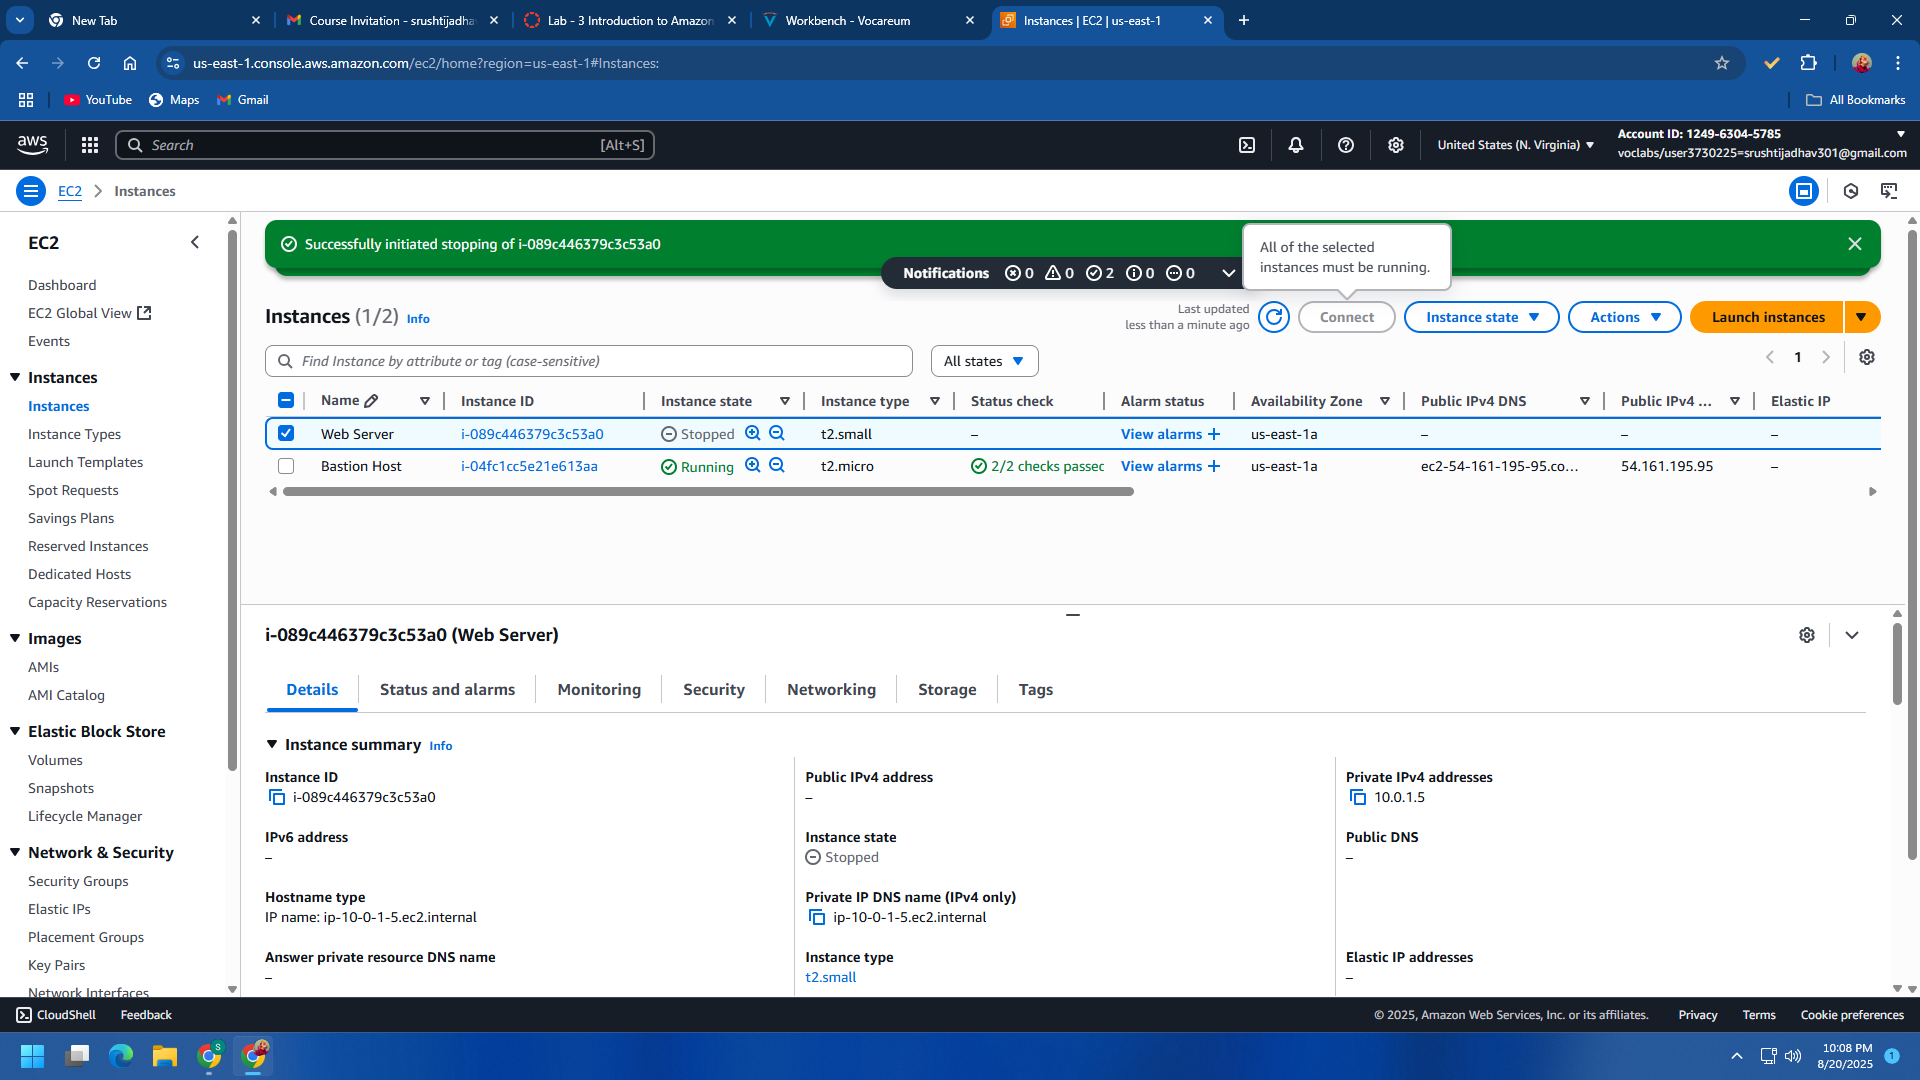 New Tab
Course Invitation - srushtijadha
Lab - 3 Introduction to Amazon
Workbench - Vocareum
Instances | EC2 | us-east-1
us-east-1.console.aws.amazon.com/ec2/home?region=us-east-1#Instances:
YouTube
Maps
Gmail
All Bookmarks
aws
Search
[Alt+S]
United States (N. Virginia)
Account ID: 1249-6304-5785
voclabs/user3730225=srushtijadhav301@gmail.com
EC2
Instances
EC2
Dashboard
EC2 Global View
Events
Instances
Instances
Instance Types
Launch Templates
Spot Requests
Savings Plans
Reserved Instances
Dedicated Hosts
Capacity Reservations
Images
AMIs
AMI Catalog
Elastic Block Store
Volumes
Snapshots
Lifecycle Manager
Network & Security
Security Groups
Elastic IPs
Placement Groups
Key Pairs
Network Interfaces
Successfully initiated stopping of i-089c446379c3c53a0
Notifications 0 0 2 0 0
All of the selected
instances must be running.
Instances (1/2) Info
Last updated
less than a minute ago
Connect
Instance state
Actions
Launch instances
Find Instance by attribute or tag (case-sensitive)
All states
1
Name Instance ID Instance state Instance type Status check Alarm status Availability Zone Public IPv4 DNS Public IPv4 ... Elastic IP
Web Server i-089c446379c3c53a0 Stopped t2.small – View alarms + us-east-1a – – –
Bastion Host i-04fc1cc5e21e613aa Running t2.micro 2/2 checks passec View alarms + us-east-1a ec2-54-161-195-95.co... 54.161.195.95 –
i-089c446379c3c53a0 (Web Server)
Details
Status and alarms
Monitoring
Security
Networking
Storage
Tags
Instance summary Info
Instance ID
i-089c446379c3c53a0
Public IPv4 address
–
Private IPv4 addresses
10.0.1.5
IPv6 address
–
Instance state
Stopped
Public DNS
–
Hostname type
IP name: ip-10-0-1-5.ec2.internal
Private IP DNS name (IPv4 only)
ip-10-0-1-5.ec2.internal
Answer private resource DNS name
–
Instance type
t2.small
Elastic IP addresses
–
CloudShell
Feedback
© 2025, Amazon Web Services, Inc. or its affiliates.
Privacy
Terms
Cookie preferences
S
10:08 PM
8/20/2025
1